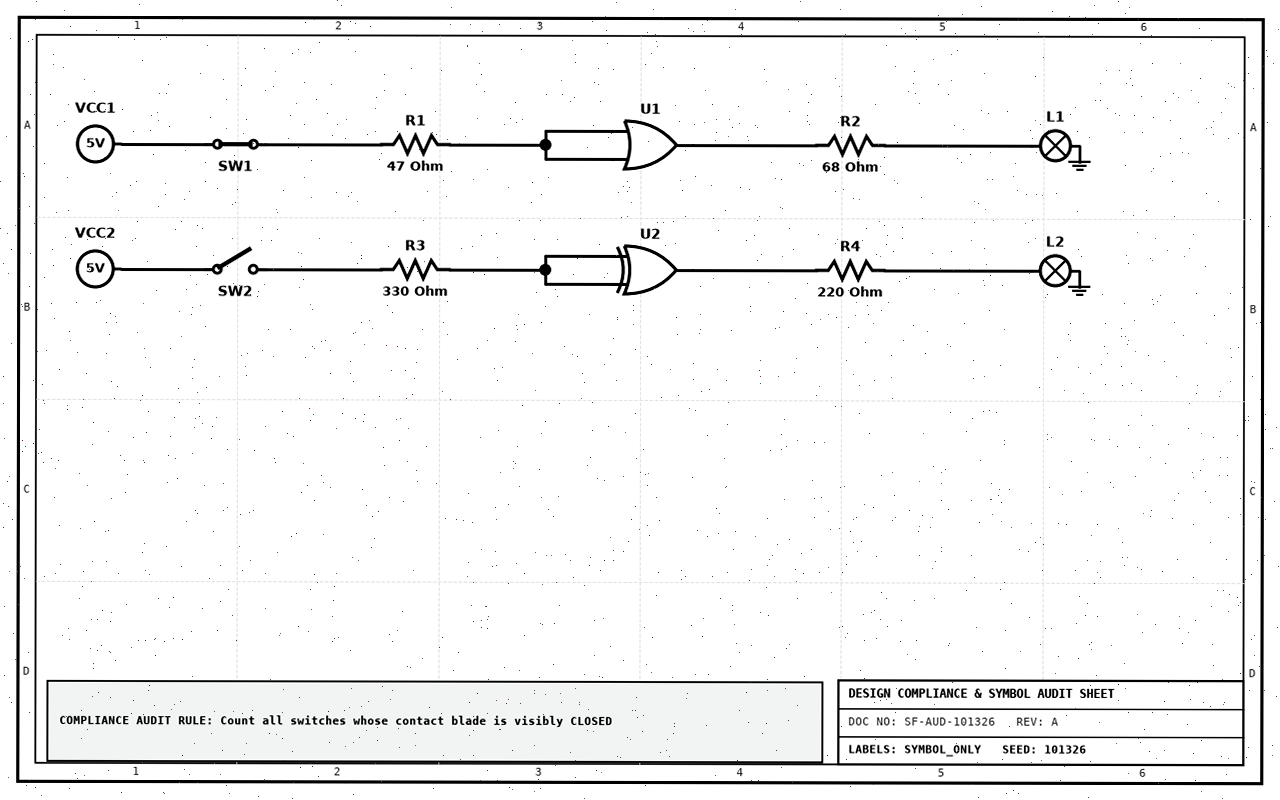 1 2 3 4 5 6
A A
VCC1
5V
SW1
R1
47 Ohm
U1
R2
68 Ohm
L1
VCC2
5V
SW2
R3
330 Ohm
U2
R4
220 Ohm
L2
B B
C C
D D
COMPLIANCE AUDIT RULE: Count all switches whose contact blade is visibly CLOSED
DESIGN COMPLIANCE & SYMBOL AUDIT SHEET
DOC NO: SF-AUD-101326 REV: A
LABELS: SYMBOL_ONLY SEED: 101326
1 2 3 4 5 6